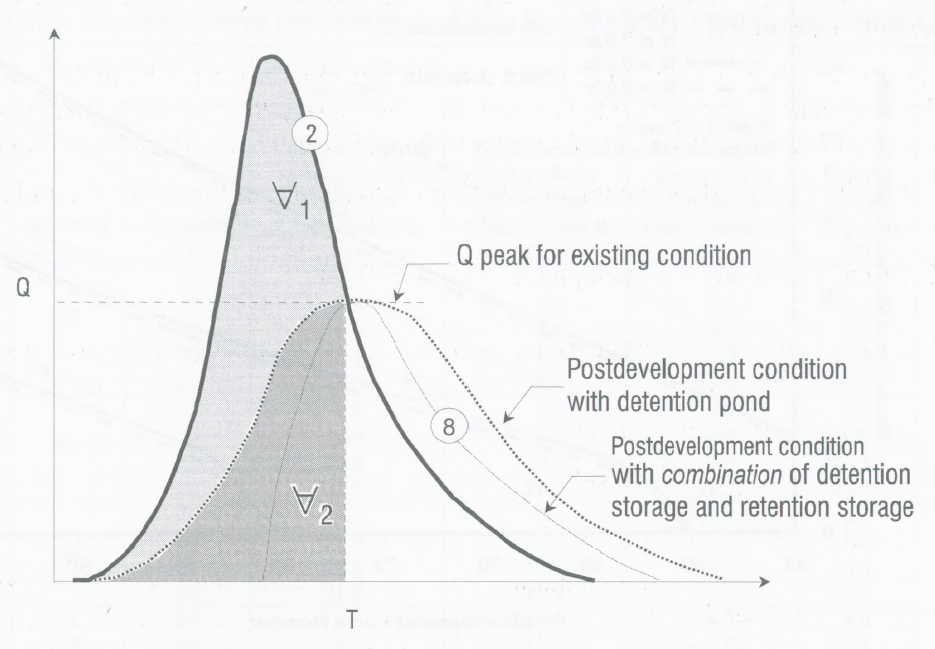 2
∀1
Q peak for existing condition
Q
Postdevelopment condition
with detention pond
8
Postdevelopment condition
with combination of detention
storage and retention storage
∀2
T